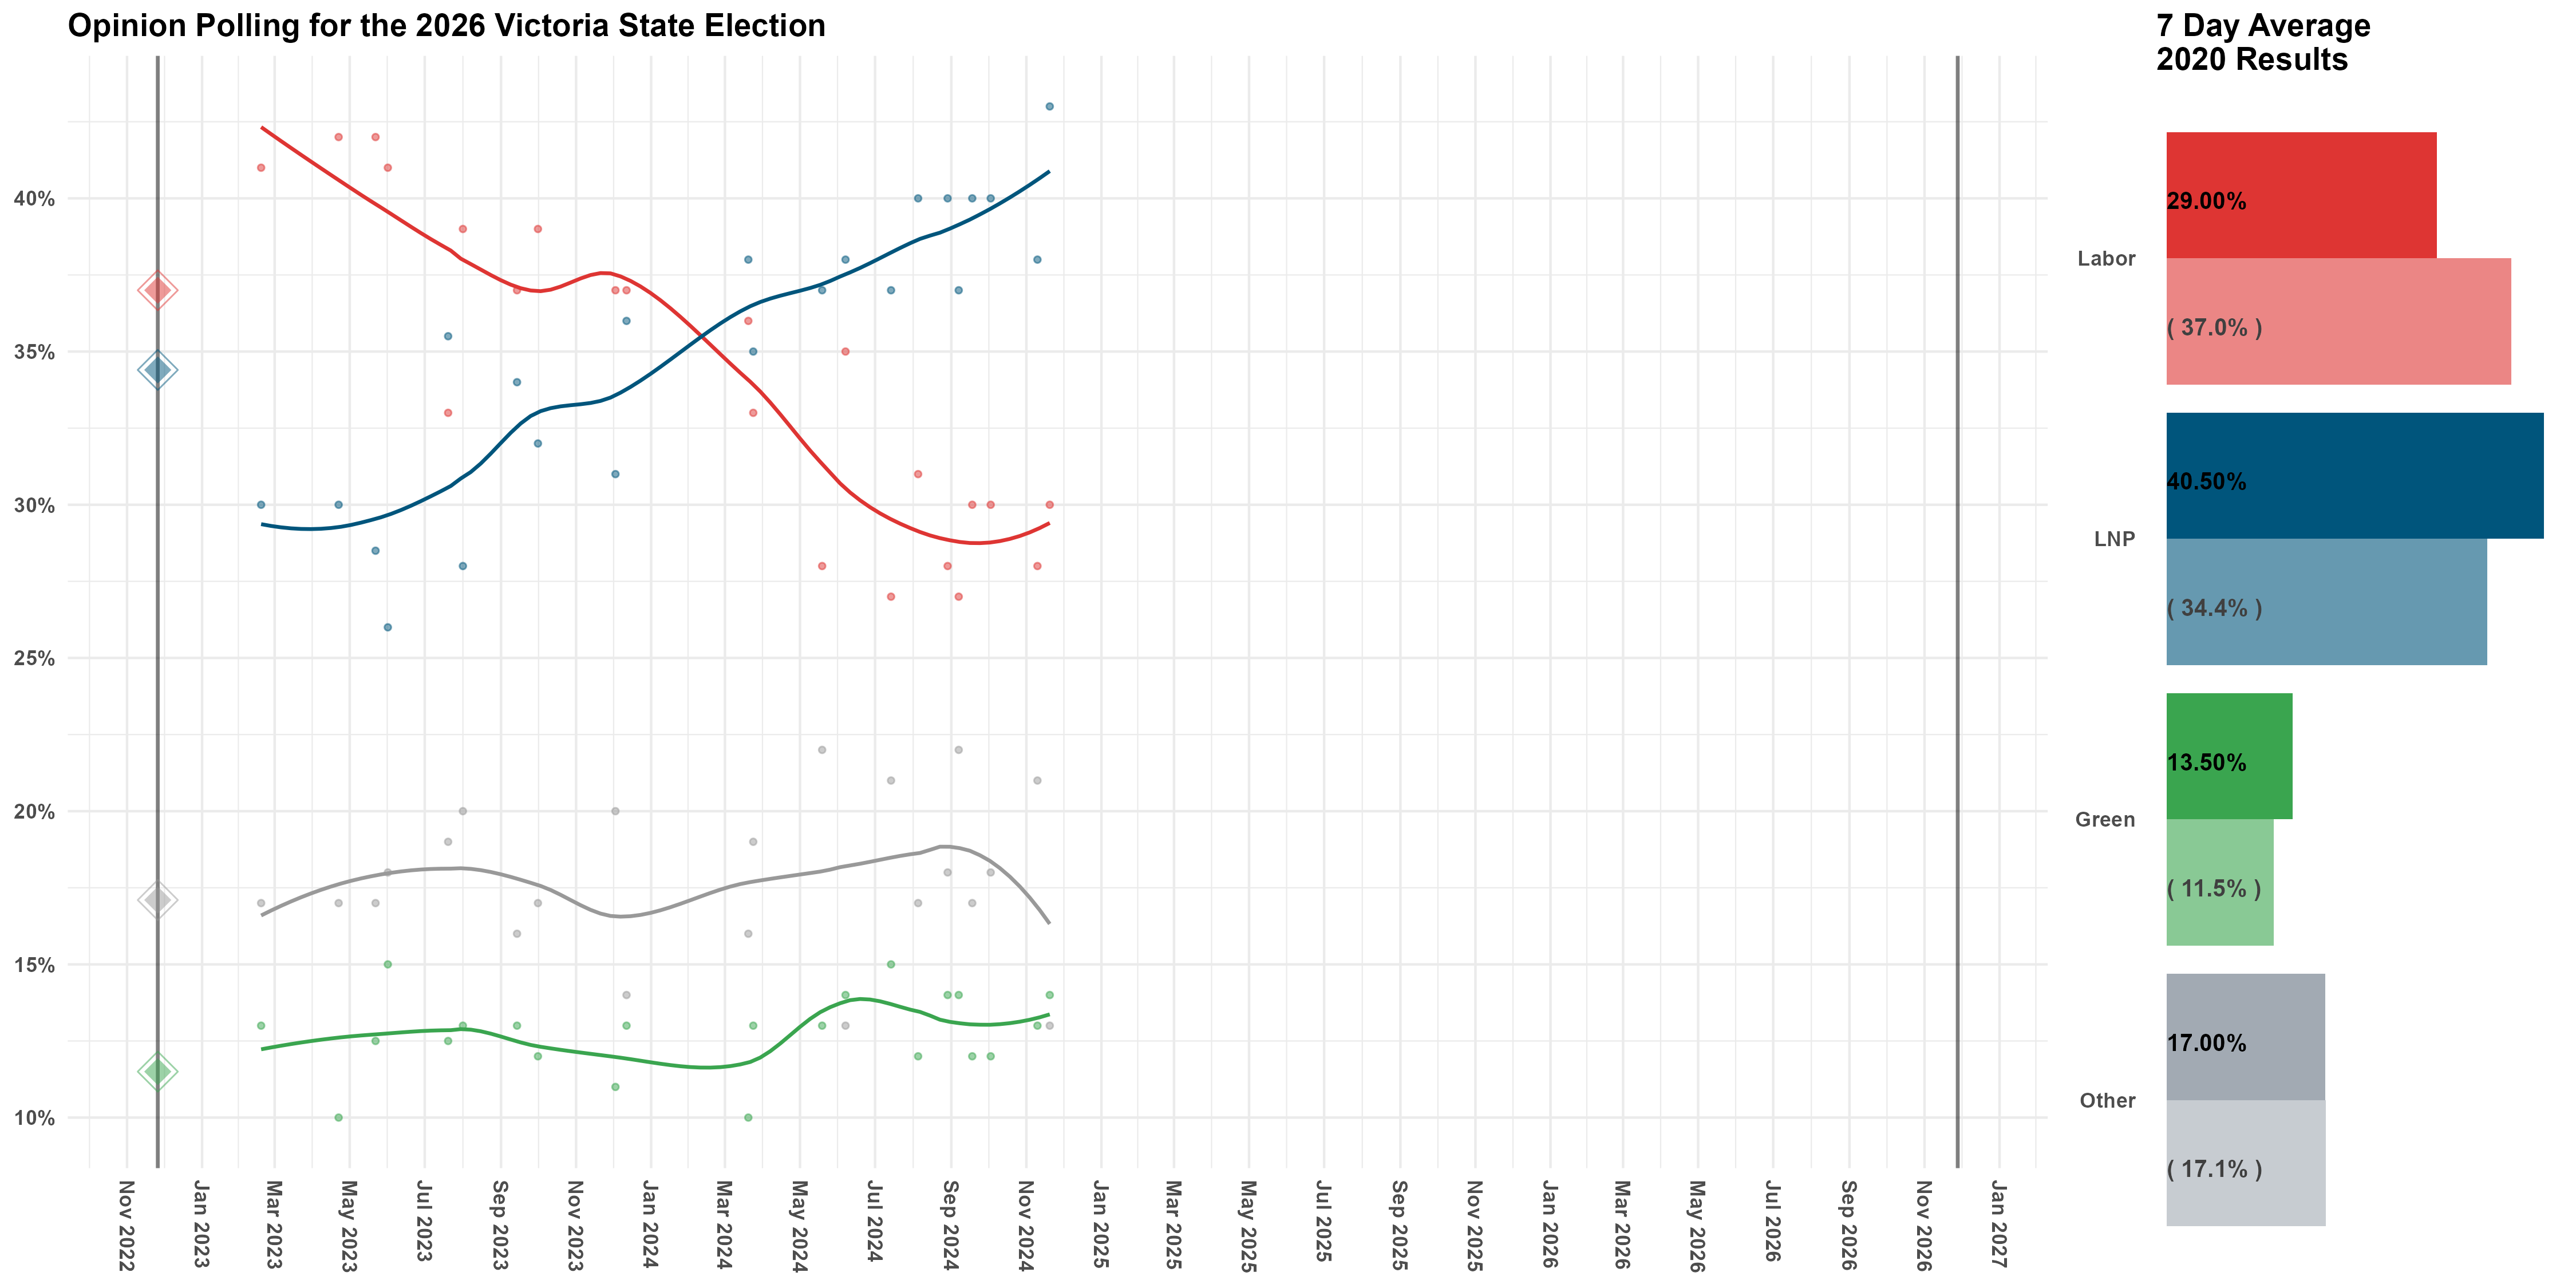 Opinion Polling for the 2026 Victoria State Election
40%
35%
30%
25%
20%
15%
10%
Nov 2022
Jan 2023
Mar 2023
May 2023
Jul 2023
Sep 2023
Nov 2023
Jan 2024
Mar 2024
May 2024
Jul 2024
Sep 2024
Nov 2024
Jan 2025
Mar 2025
May 2025
Jul 2025
Sep 2025
Nov 2025
Jan 2026
Mar 2026
May 2026
Jul 2026
Sep 2026
Nov 2026
Jan 2027
7 Day Average
2020 Results
Labor
29.00%
( 37.0% )
LNP
40.50%
( 34.4% )
Green
13.50%
( 11.5% )
Other
17.00%
( 17.1% )